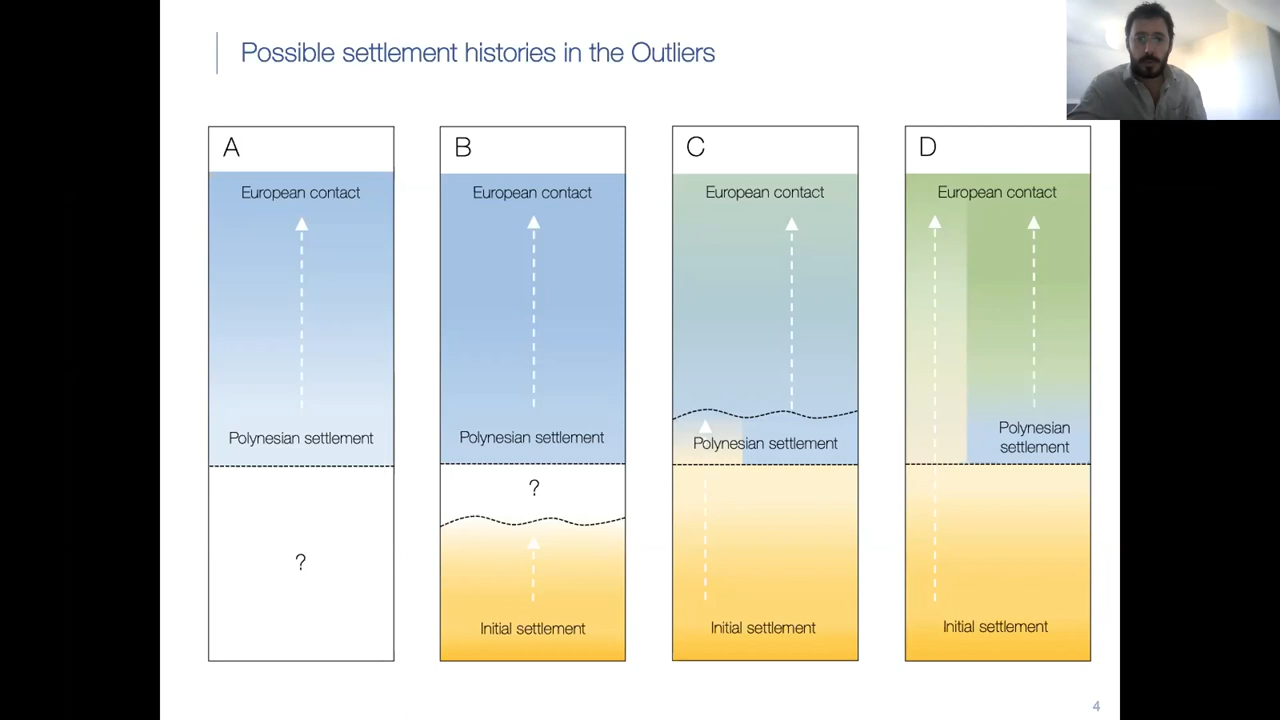 Possible settlement histories in the Outliers
A
European contact
Polynesian settlement
?
B
European contact
Polynesian settlement
?
Initial settlement
C
European contact
Polynesian settlement
Initial settlement
D
European contact
Polynesian
settlement
Initial settlement
4